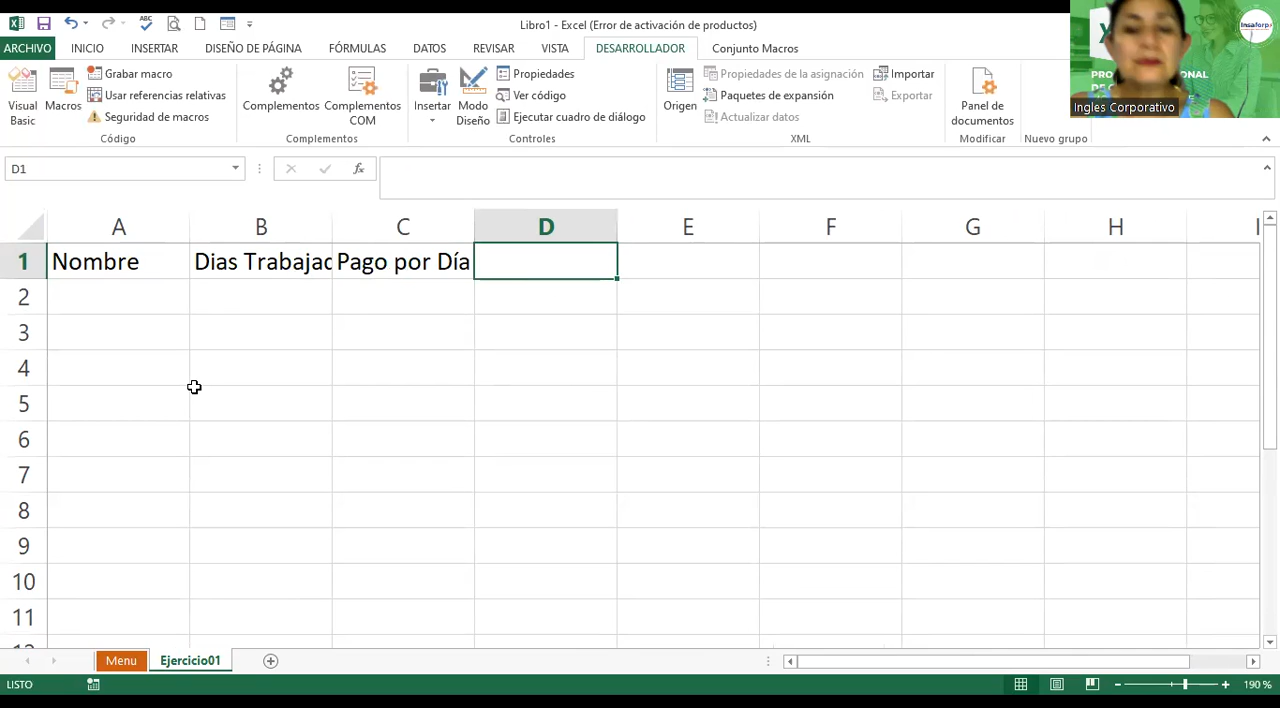 Libro1 - Excel (Error de activación de productos)
ARCHIVO INICIO INSERTAR DISEÑO DE PÁGINA FÓRMULAS DATOS REVISAR VISTA DESARROLLADOR Conjunto Macros
Visual Basic
Macros
Grabar macro
Usar referencias relativas
Seguridad de macros
Código
Complementos
Complementos COM
Complementos
Insertar
Modo Diseño
Propiedades
Ver código
Ejecutar cuadro de diálogo
Controles
Origen
Propiedades de la asignación
Paquetes de expansión
Actualizar datos
Importar
Exportar
XML
Panel de documentos
Modificar
Nuevo grupo
Ingles Corporativo
Insaforp
D1
fx
A B C D E F G H I
1 Nombre Dias Trabajad Pago por Día
2
3
4
5
6
7
8
9
10
11
Menu Ejercicio01
LISTO 190 %